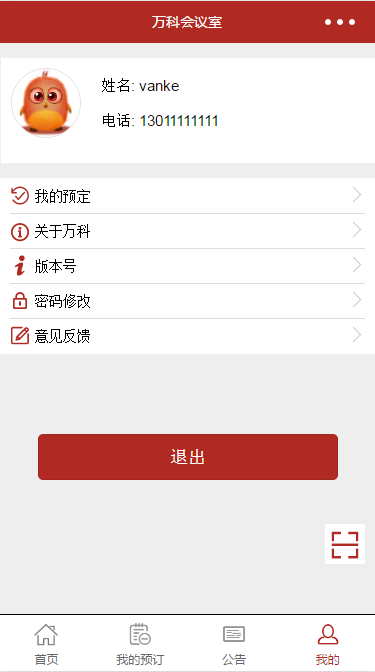 万科会议室
姓名: vanke
电话: 13011111111
我的预定
关于万科
版本号
密码修改
意见反馈
退出
首页 我的预订 公告 我的